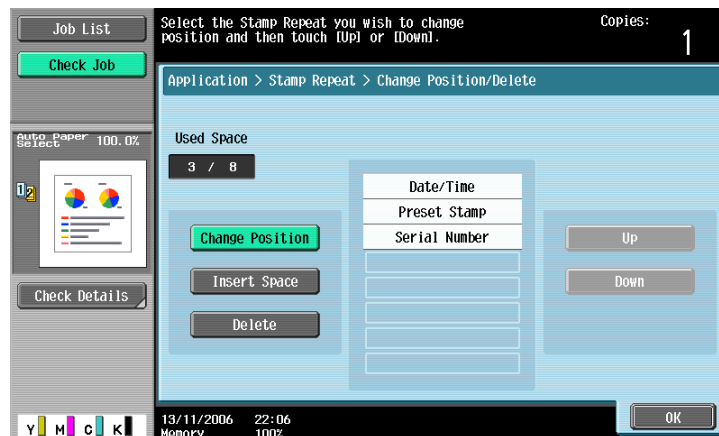 Job List
Select the Stamp Repeat you wish to change
position and then touch [Up] or [Down].
Copies:
1
Check Job
Application > Stamp Repeat > Change Position/Delete
Auto Paper
Select
100.0%
Used Space
3 / 8
1 2
Date/Time
Preset Stamp
Serial Number
Change Position
Insert Space
Delete
Up
Down
Check Details
13/11/2006 22:06
Memory 100%
OK
Y M C K